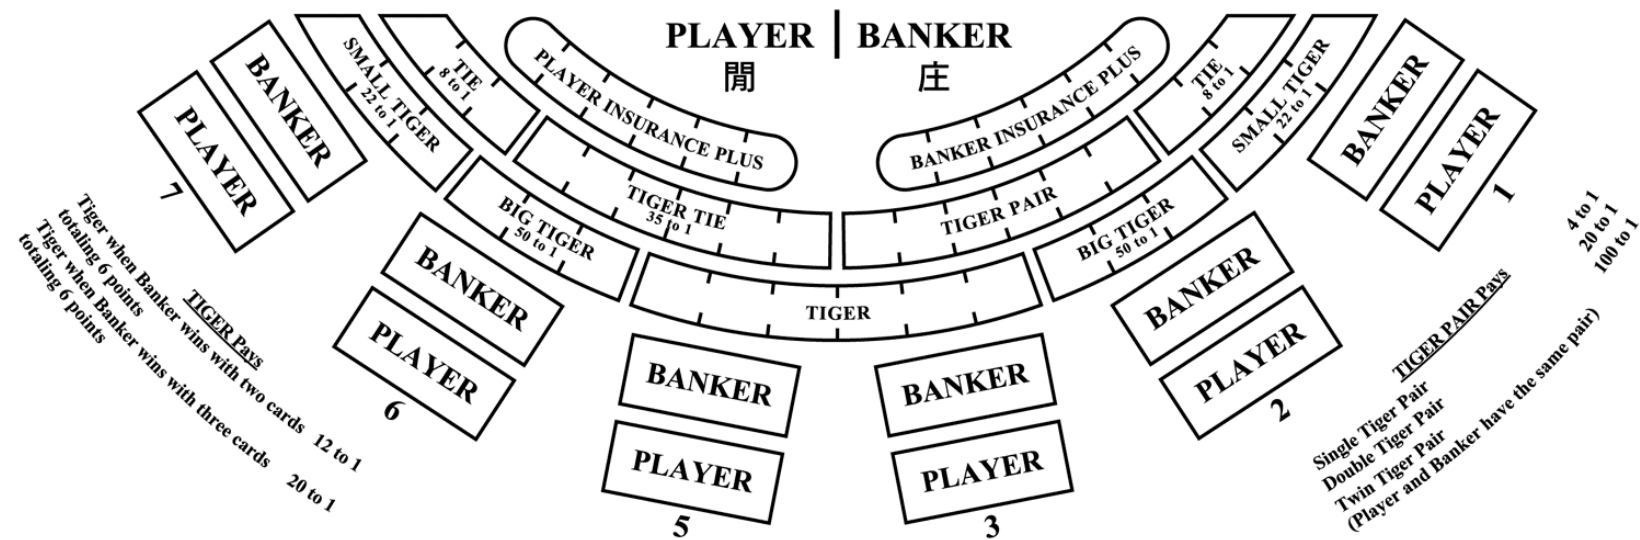 PLAYER | BANKER
閒 庄
PLAYER INSURANCE PLUS
BANKER INSURANCE PLUS
TIE
8 to 1
TIE
8 to 1
SMALL TIGER
22 to 1
SMALL TIGER
22 to 1
TIGER TIE
35 to 1
TIGER PAIR
BIG TIGER
50 to 1
BIG TIGER
50 to 1
TIGER
BANKER
PLAYER
7
BANKER
PLAYER
6
BANKER
PLAYER
5
BANKER
PLAYER
3
BANKER
PLAYER
2
BANKER
PLAYER
1
TIGER Pays
Tiger when Banker wins with two cards 12 to 1
totaling 6 points
Tiger when Banker wins with three cards 20 to 1
totaling 6 points
TIGER PAIR Pays
Single Tiger Pair 4 to 1
Double Tiger Pair 20 to 1
Twin Tiger Pair 100 to 1
(Player and Banker have the same pair)